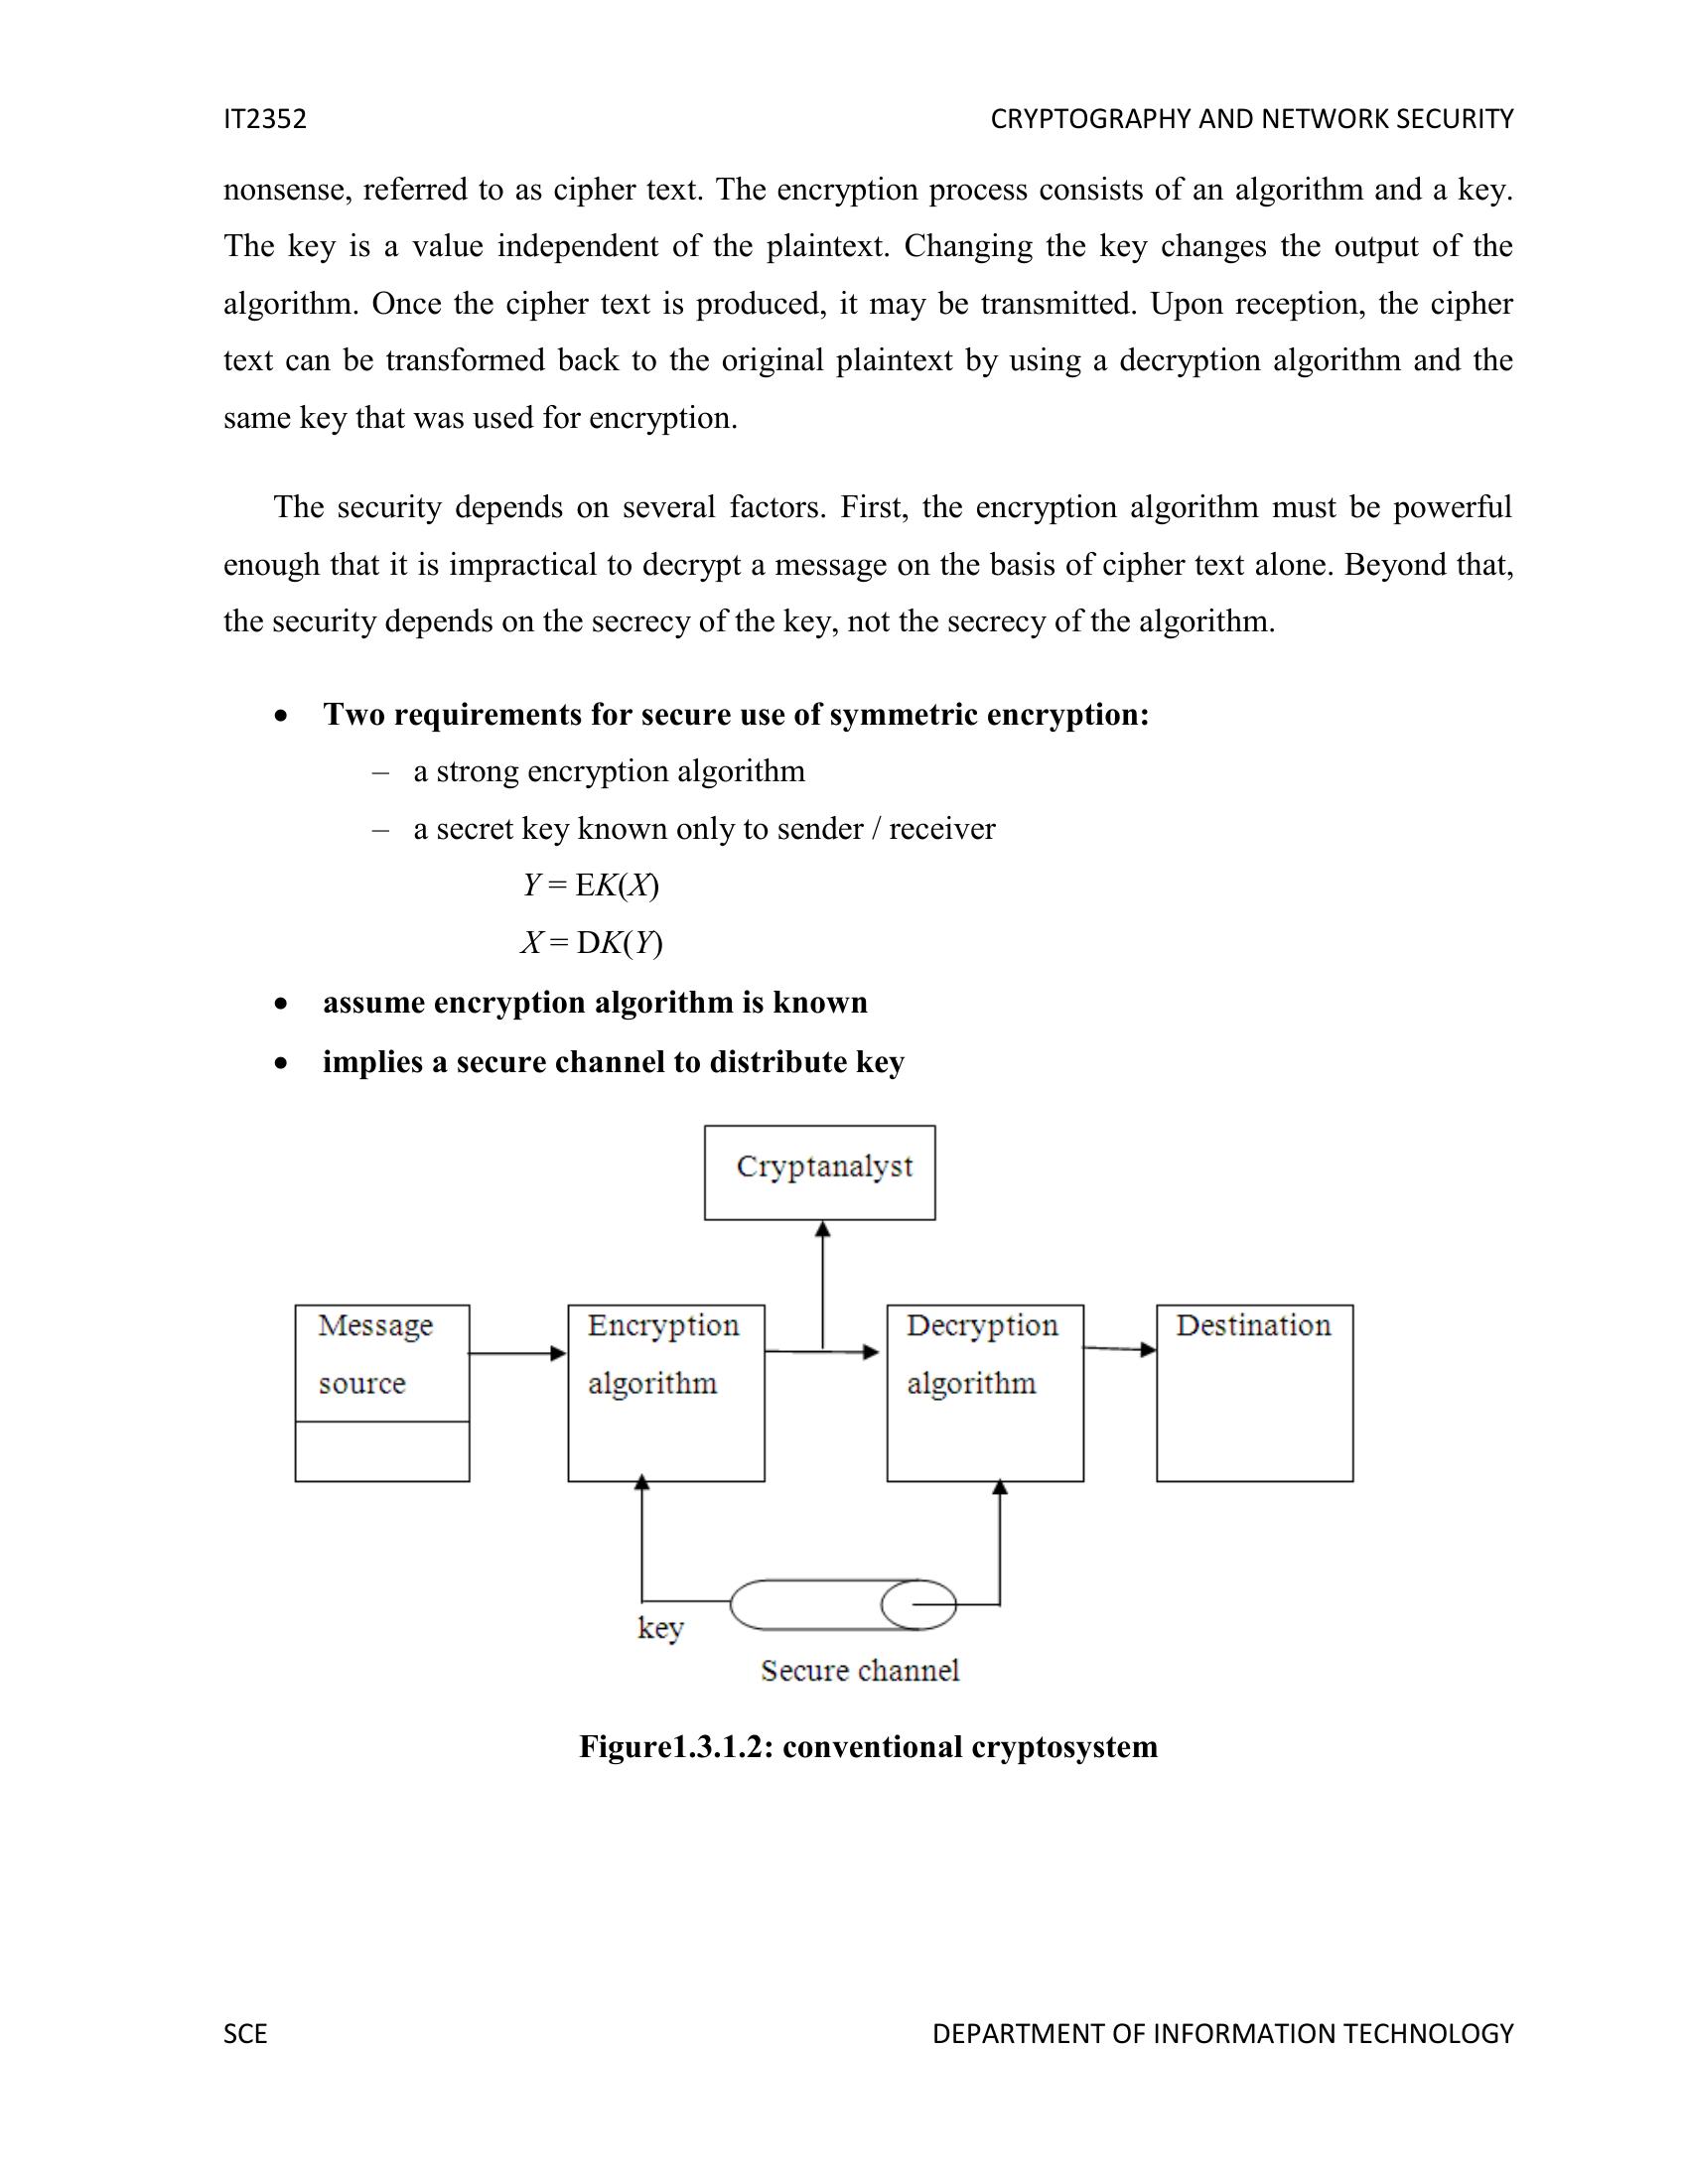 IT2352 CRYPTOGRAPHY AND NETWORK SECURITY
nonsense, referred to as cipher text. The encryption process consists of an algorithm and a key.
The key is a value independent of the plaintext. Changing the key changes the output of the
algorithm. Once the cipher text is produced, it may be transmitted. Upon reception, the cipher
text can be transformed back to the original plaintext by using a decryption algorithm and the
same key that was used for encryption.
The security depends on several factors. First, the encryption algorithm must be powerful
enough that it is impractical to decrypt a message on the basis of cipher text alone. Beyond that,
the security depends on the secrecy of the key, not the secrecy of the algorithm.
• Two requirements for secure use of symmetric encryption:
– a strong encryption algorithm
– a secret key known only to sender / receiver
Y = EK(X)
X = DK(Y)
• assume encryption algorithm is known
• implies a secure channel to distribute key
Cryptanalyst
Message
source
Encryption
algorithm
Decryption
algorithm
Destination
key
Secure channel
Figure1.3.1.2: conventional cryptosystem
SCE DEPARTMENT OF INFORMATION TECHNOLOGY